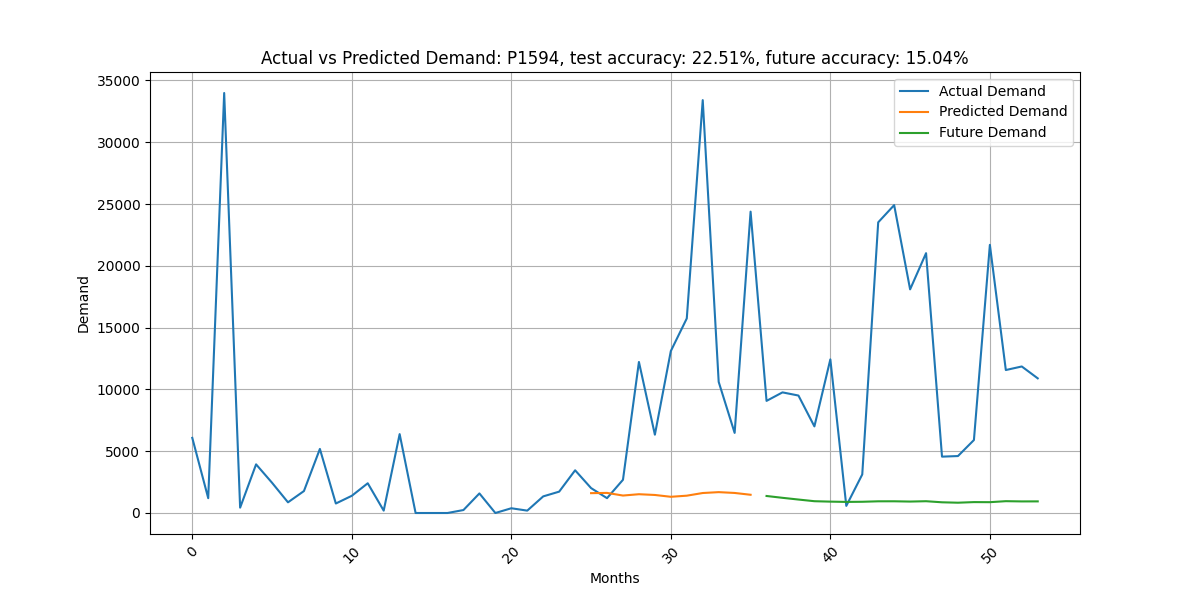 Actual vs Predicted Demand: P1594, test accuracy: 22.51%, future accuracy: 15.04%
Actual Demand
Predicted Demand
Future Demand
Demand
35000
30000
25000
20000
15000
10000
5000
0
0 10 20 30 40 50
Months